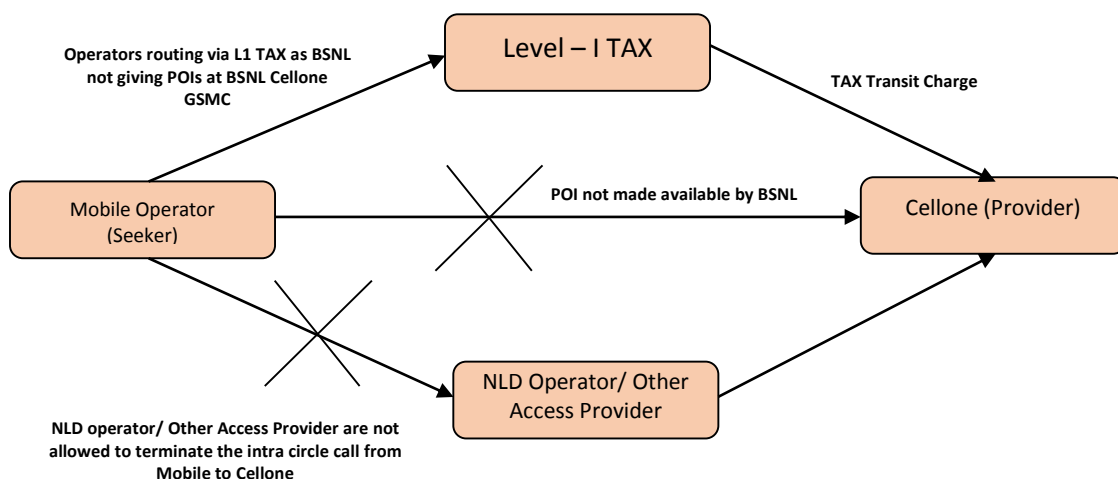 Operators routing via L1 TAX as BSNL
not giving POIs at BSNL Cellone
GSMC
Level – I TAX
TAX Transit Charge
Mobile Operator
(Seeker)
POI not made available by BSNL
Cellone (Provider)
NLD Operator/ Other
Access Provider
NLD operator/ Other Access Provider are not
allowed to terminate the intra circle call from
Mobile to Cellone